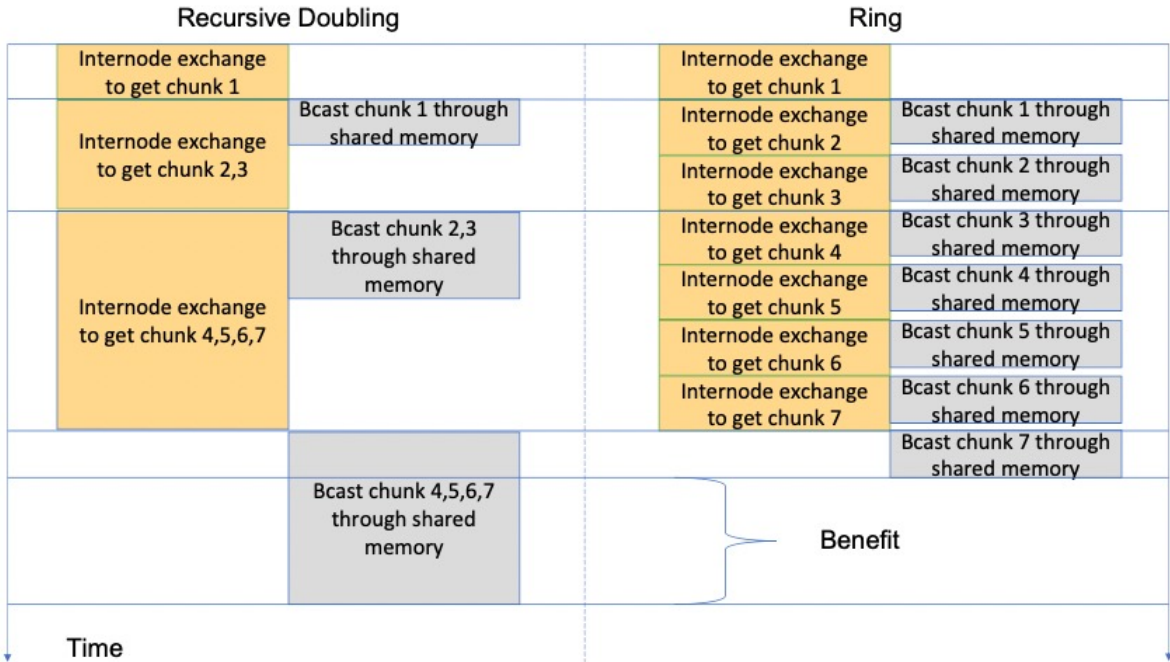 Recursive Doubling
Internode exchange
to get chunk 1
Bcast chunk 1 through
shared memory
Internode exchange
to get chunk 2,3
Bcast chunk 2,3
through shared
memory
Internode exchange
to get chunk 4,5,6,7
Bcast chunk 4,5,6,7
through shared
memory
Time
Ring
Internode exchange
to get chunk 1
Internode exchange
to get chunk 2
Bcast chunk 1 through
shared memory
Internode exchange
to get chunk 3
Bcast chunk 2 through
shared memory
Internode exchange
to get chunk 4
Bcast chunk 3 through
shared memory
Internode exchange
to get chunk 5
Bcast chunk 4 through
shared memory
Internode exchange
to get chunk 6
Bcast chunk 5 through
shared memory
Internode exchange
to get chunk 7
Bcast chunk 6 through
shared memory
Bcast chunk 7 through
shared memory
Benefit